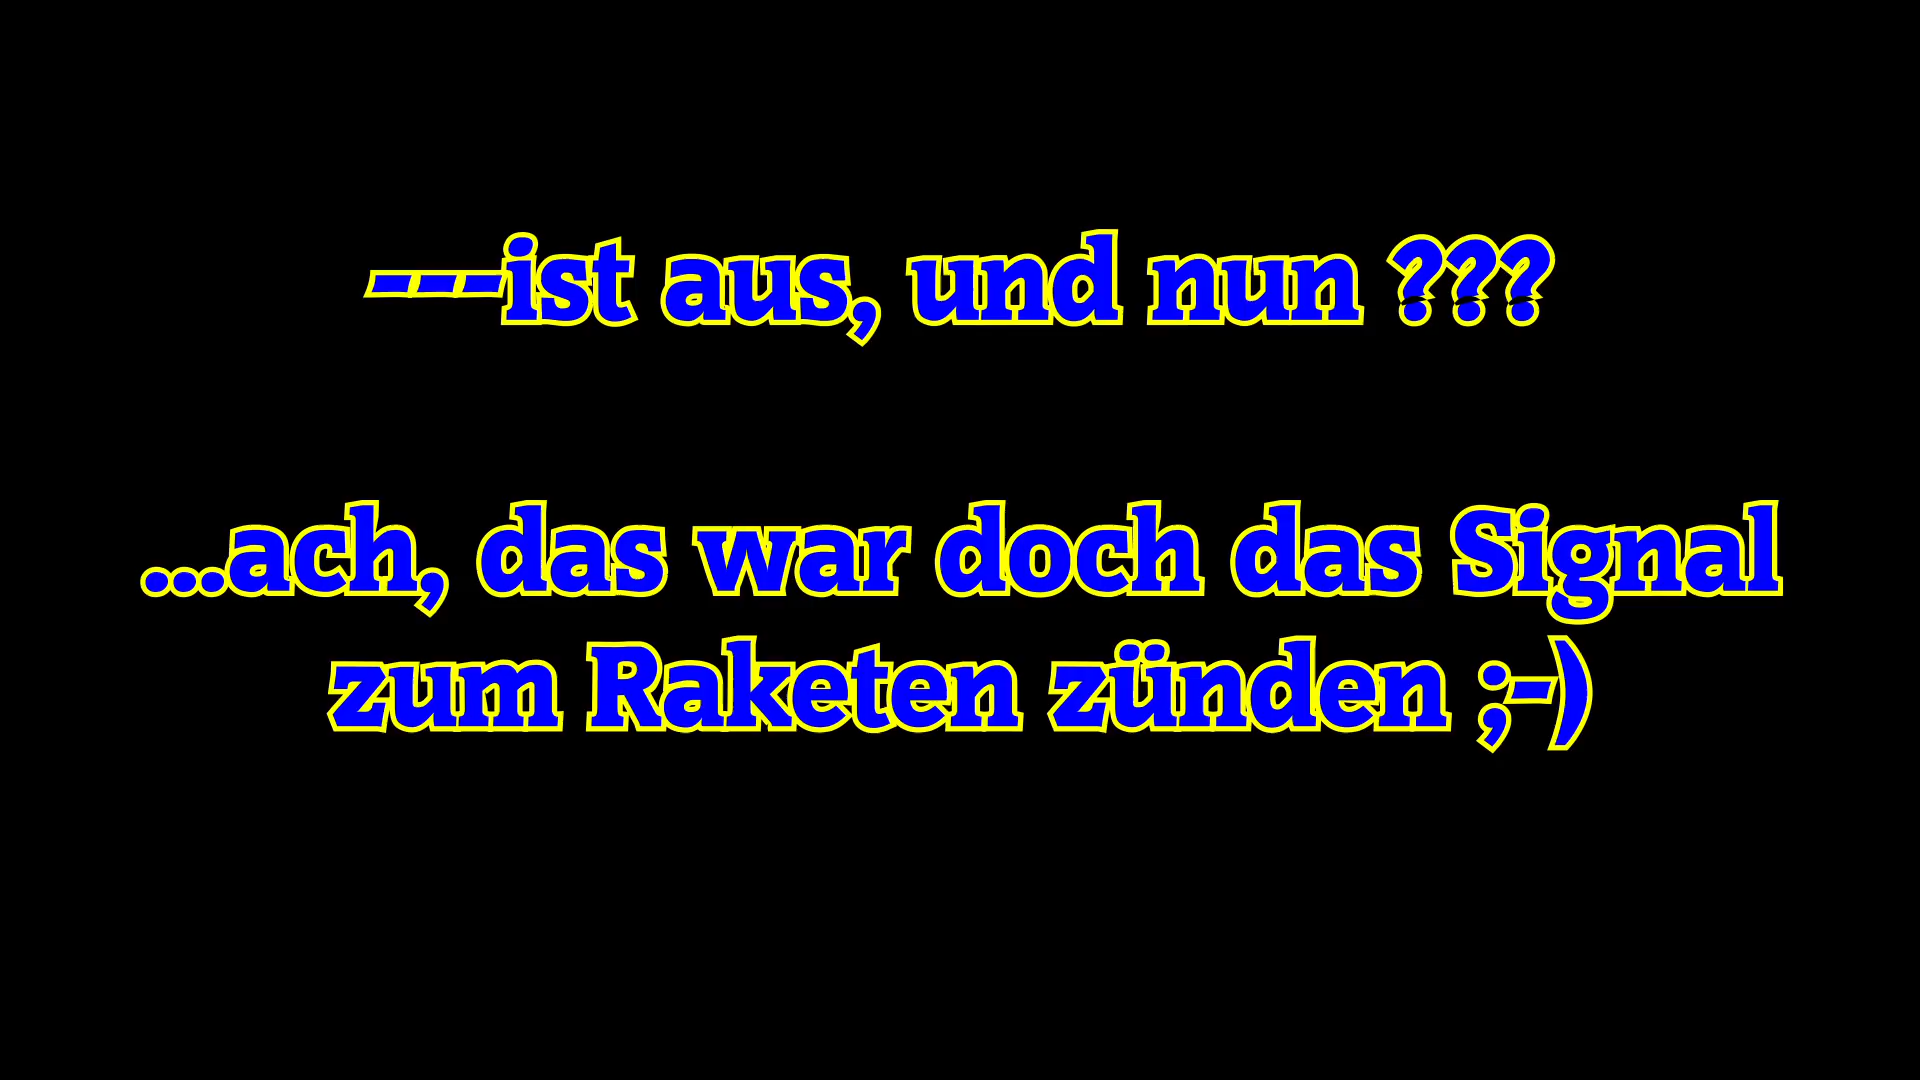 ---ist aus, und nun ???
...ach, das war doch das Signal
zum Raketen zünden ;-)